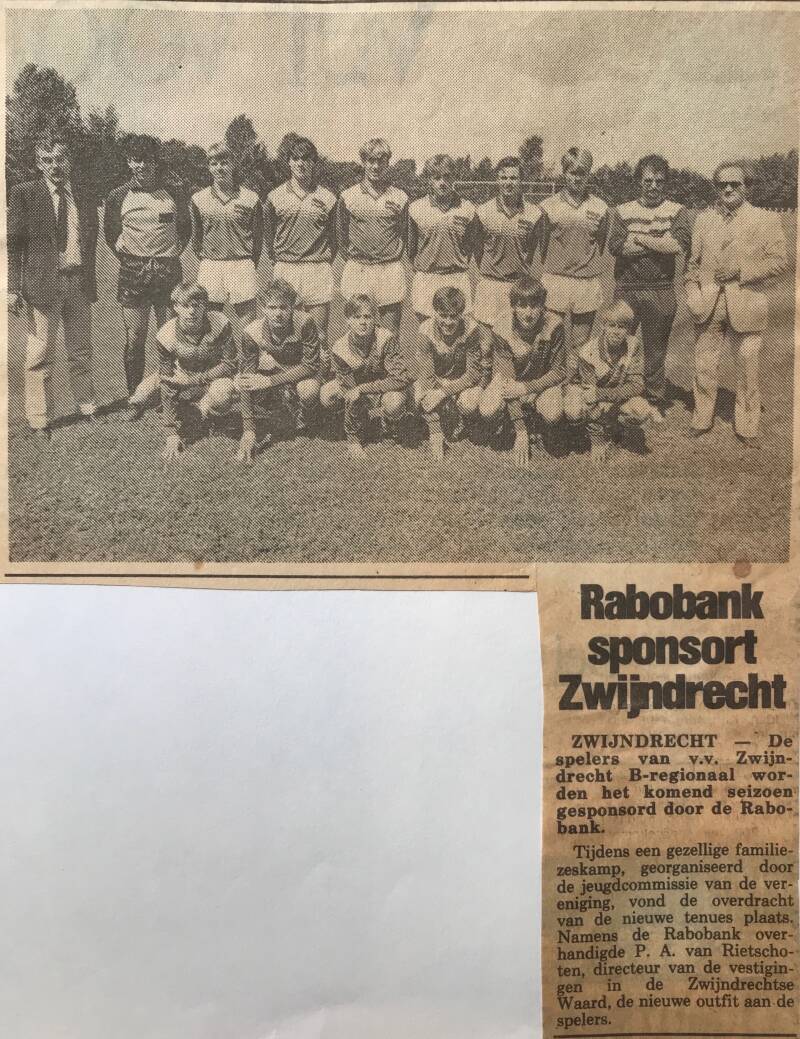 Rabobank
sponsort
Zwijndrecht
ZWIJNDRECHT — De
spelers van v.v. Zwijn-
drecht B-regionaal wor-
den het komend seizoen
gesponsord door de Rabo-
bank.
Tijdens een gezellige familie-
zeskamp, georganiseerd door
de jeugdcommissie van de ver-
eniging, vond de overdracht
van de nieuwe tenues plaats.
Namens de Rabobank over-
handigde P. A. van Rietscho-
ten, directeur van de vestigin-
gen in de Zwijndrechtse
Waard, de nieuwe outfit aan de
spelers.